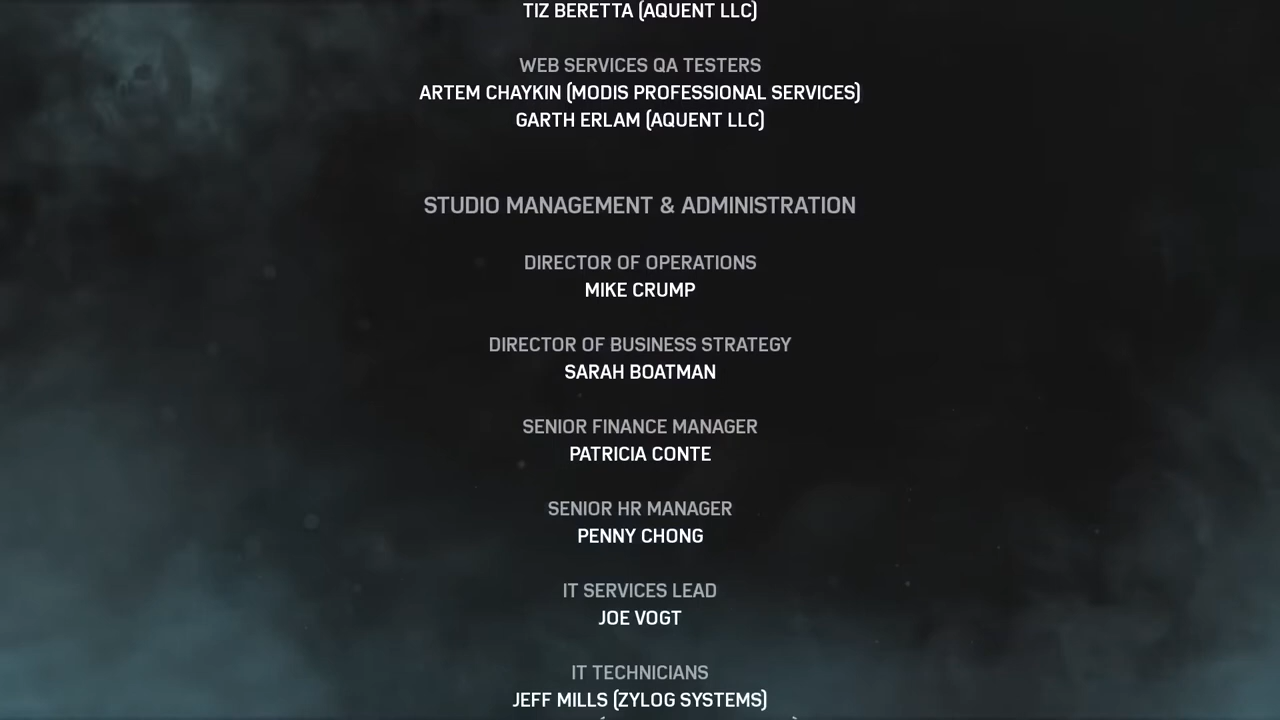 TIZ BERETTA (AQUENT LLC)
WEB SERVICES QA TESTERS
ARTEM CHAYKIN (MODIS PROFESSIONAL SERVICES)
GARTH ERLAM (AQUENT LLC)
STUDIO MANAGEMENT & ADMINISTRATION
DIRECTOR OF OPERATIONS
MIKE CRUMP
DIRECTOR OF BUSINESS STRATEGY
SARAH BOATMAN
SENIOR FINANCE MANAGER
PATRICIA CONTE
SENIOR HR MANAGER
PENNY CHONG
IT SERVICES LEAD
JOE VOGT
IT TECHNICIANS
JEFF MILLS (ZYLOG SYSTEMS)